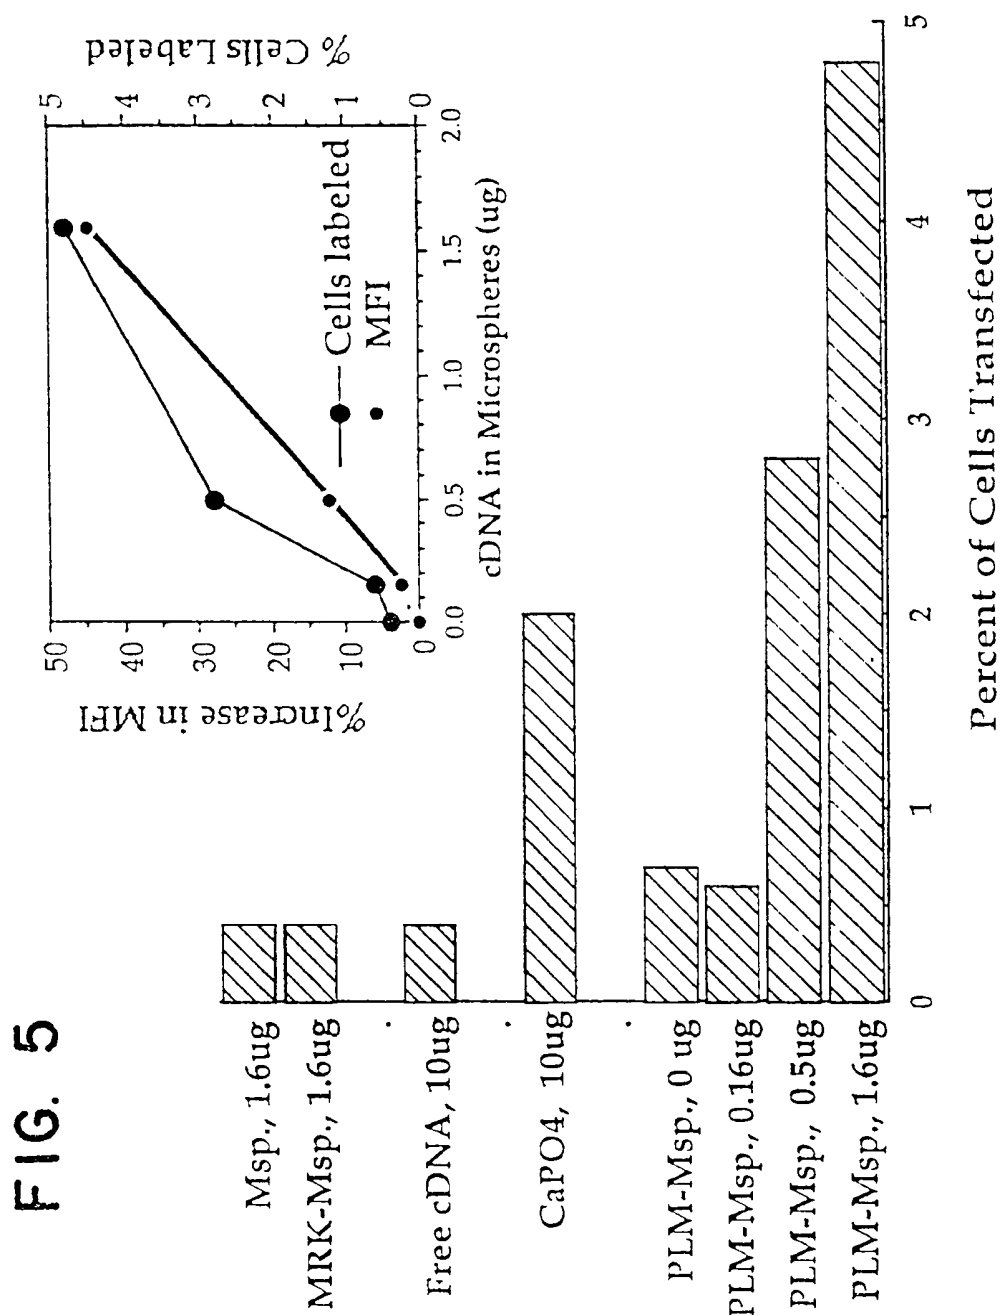 FIG. 5
Msp., 1.6ug
MRK-Msp., 1.6ug
Free cDNA, 10ug
CaPO4, 10ug
PLM-Msp., 0 ug
PLM-Msp., 0.16ug
PLM-Msp., 0.5ug
PLM-Msp., 1.6ug
0
1
2
3
4
5
Percent of Cells Transfected
%Increase in MFI
50
40
30
20
10
0
% Cells Labeled
5
4
3
2
1
0
Cells labeled
MFI
0.0
0.5
1.0
1.5
2.0
cDNA in Microspheres (ug)